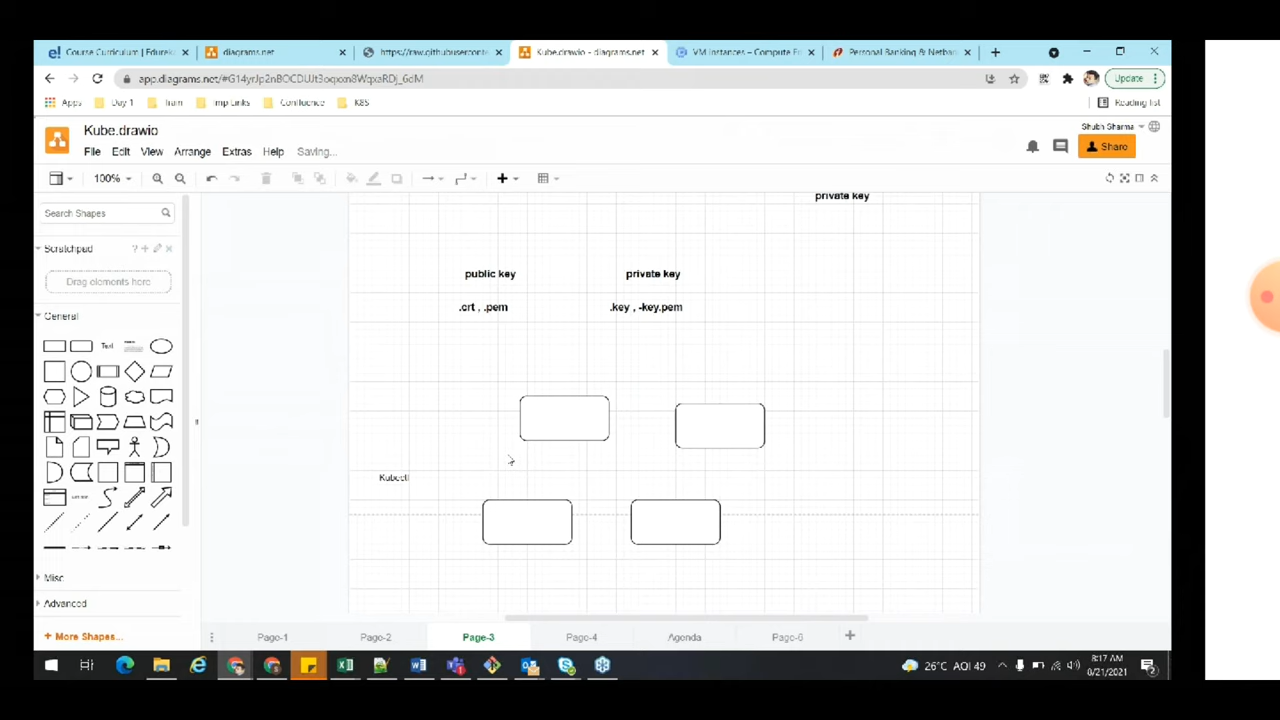 Course Curriculum | Edurek
diagrams.net
https://raw.githubuserconte
Kube.drawio - diagrams.net
VM instances – Compute E
Personal Banking & Netban
app.diagrams.net/
Update
Apps
Day 1
Train
Imp Links
Confluence
K8S
Reading list
Kube.drawio
Shubh Sharma
File Edit View Arrange Extras Help Saving...
Share
100%
Search Shapes
private key
Scratchpad
Drag elements here
public key
private key
.crt , .pem
.key , -key.pem
General
Text
Kubectl
Misc
Advanced
+ More Shapes...
Page-1
Page-2
Page-3
Page-4
Agenda
Page-6
26°C AQI 49
8:17 AM
8/21/2021